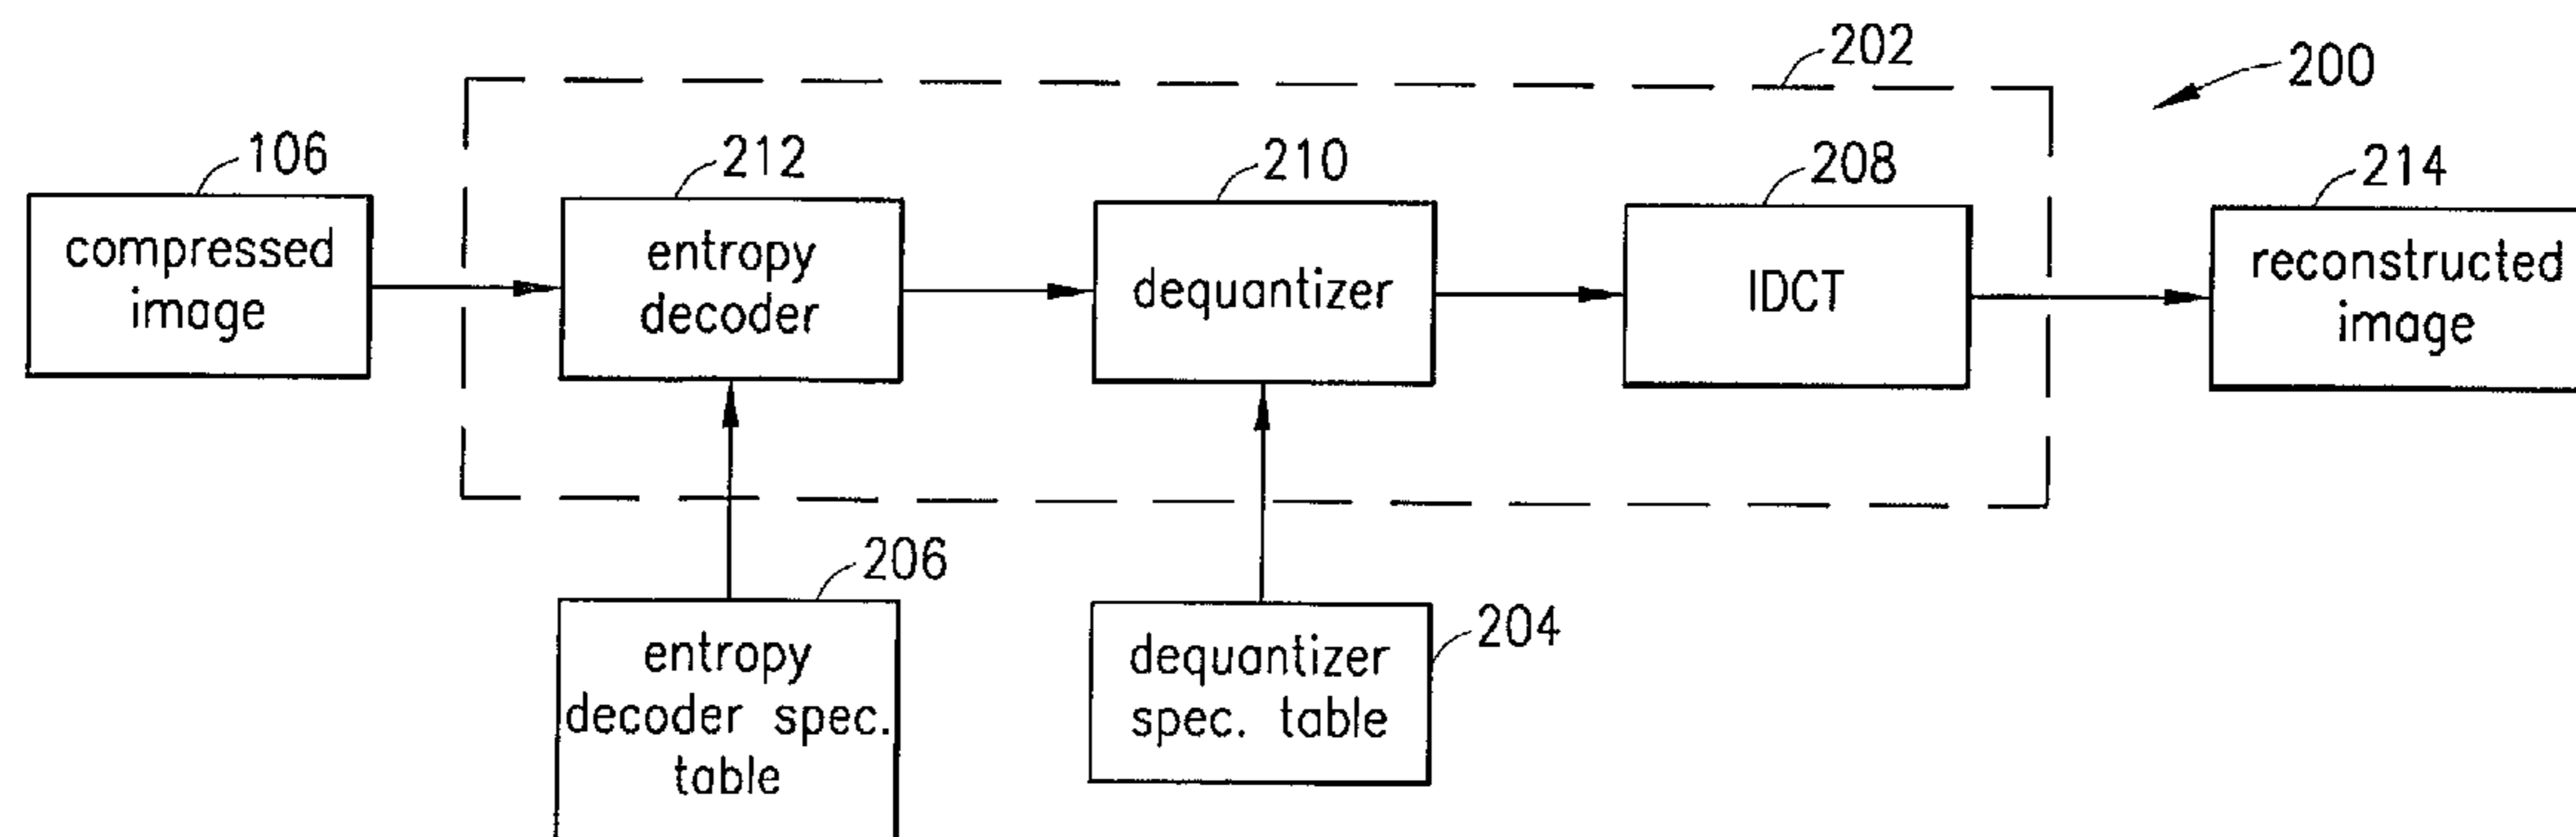 202
200
106
212
210
208
214
compressed
image
entropy
decoder
dequantizer
IDCT
reconstructed
image
206
204
entropy
decoder spec.
table
dequantizer
spec. table